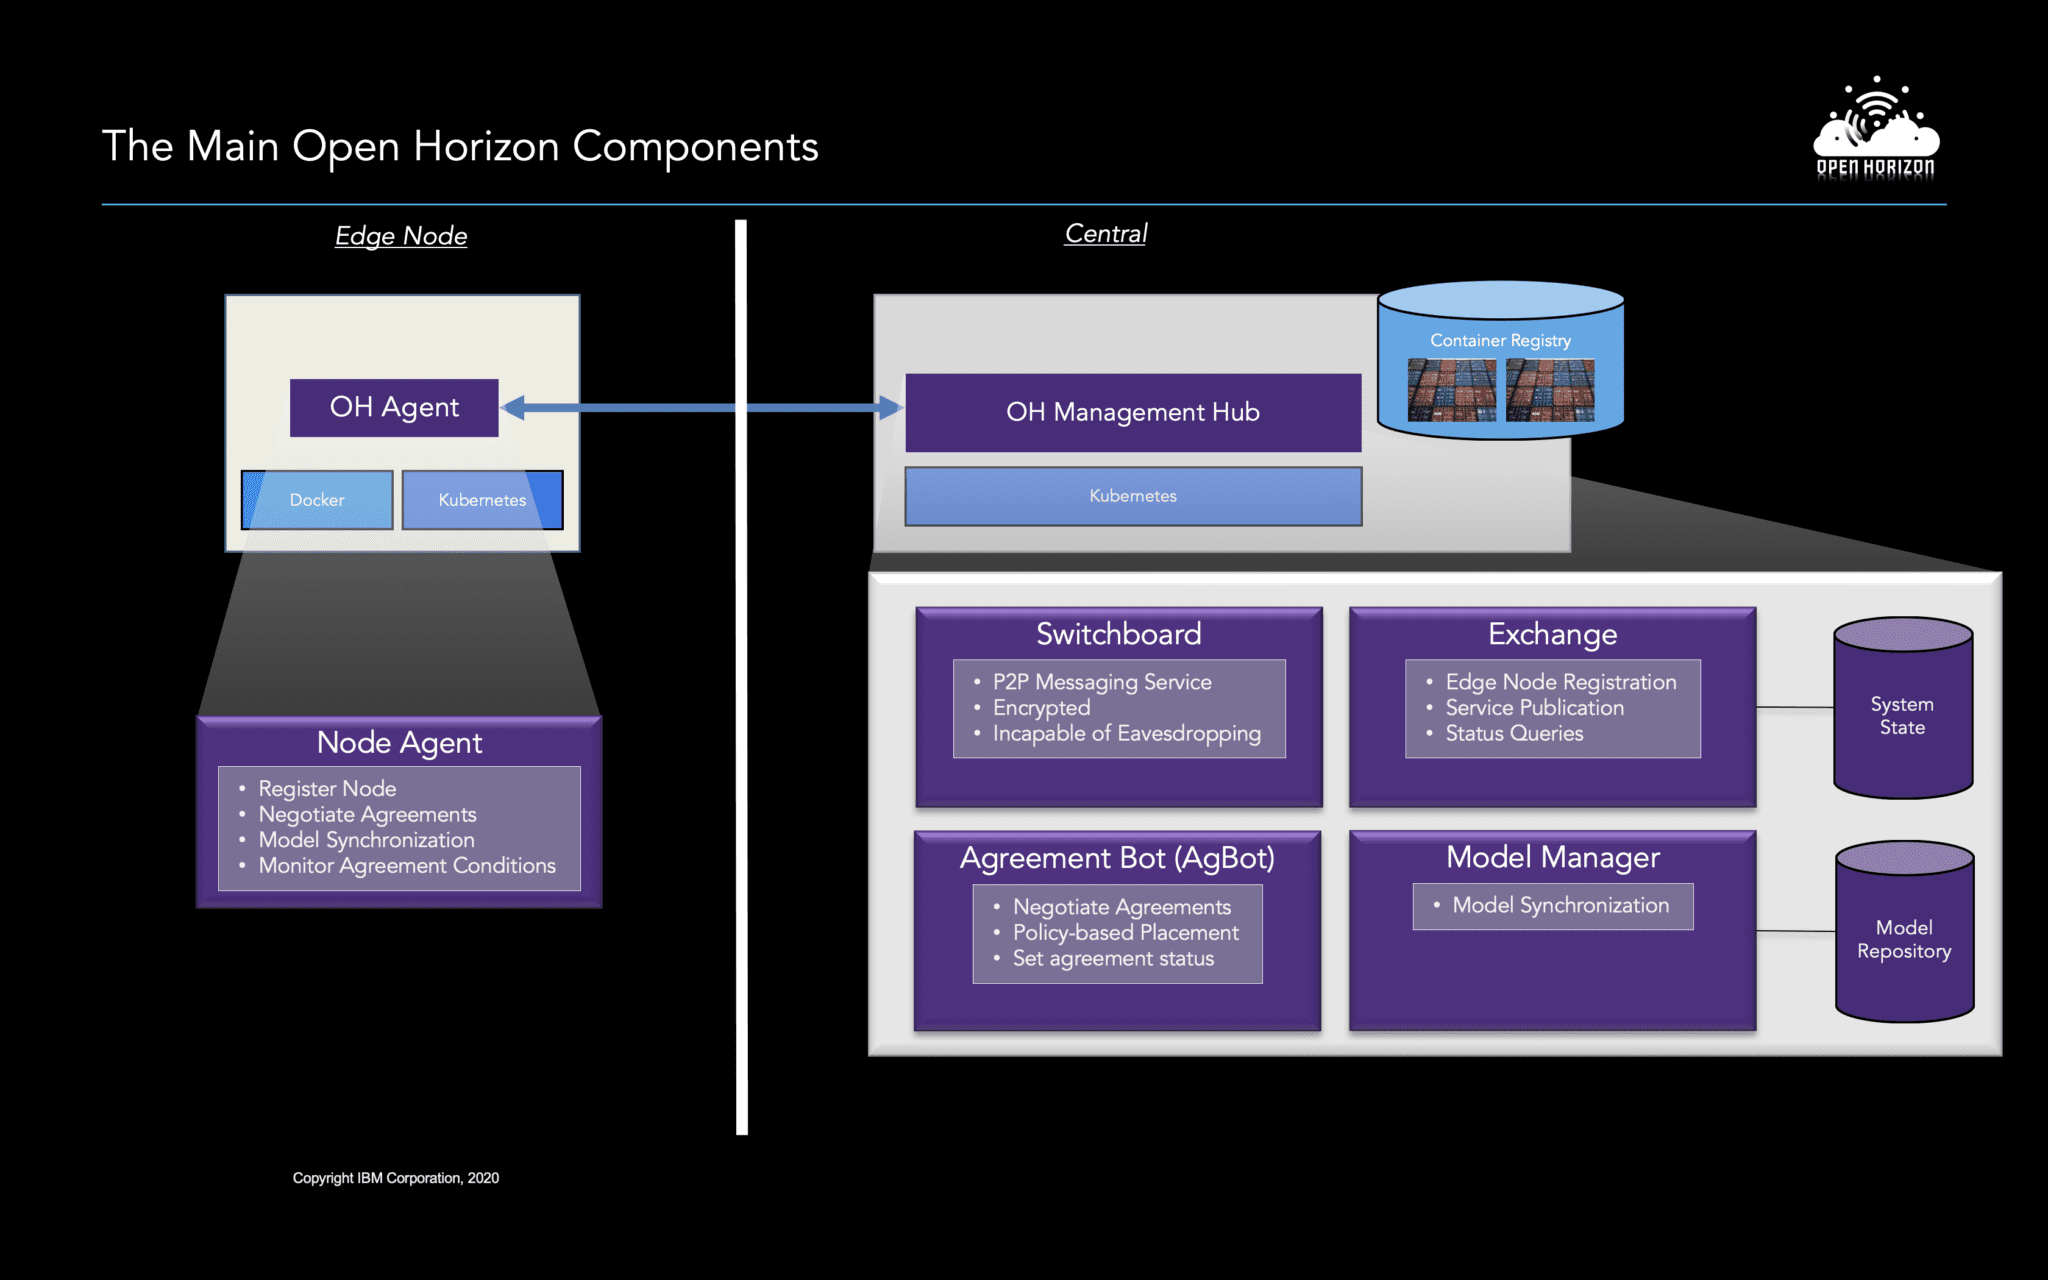 The Main Open Horizon Components
OPEN HORIZON
Edge Node
Central
OH Agent
Docker
Kubernetes
OH Management Hub
Kubernetes
Container Registry
Node Agent
• Register Node
• Negotiate Agreements
• Model Synchronization
• Monitor Agreement Conditions
Switchboard
• P2P Messaging Service
• Encrypted
• Incapable of Eavesdropping
Exchange
• Edge Node Registration
• Service Publication
• Status Queries
System
State
Agreement Bot (AgBot)
• Negotiate Agreements
• Policy-based Placement
• Set agreement status
Model Manager
• Model Synchronization
Model
Repository
Copyright IBM Corporation, 2020